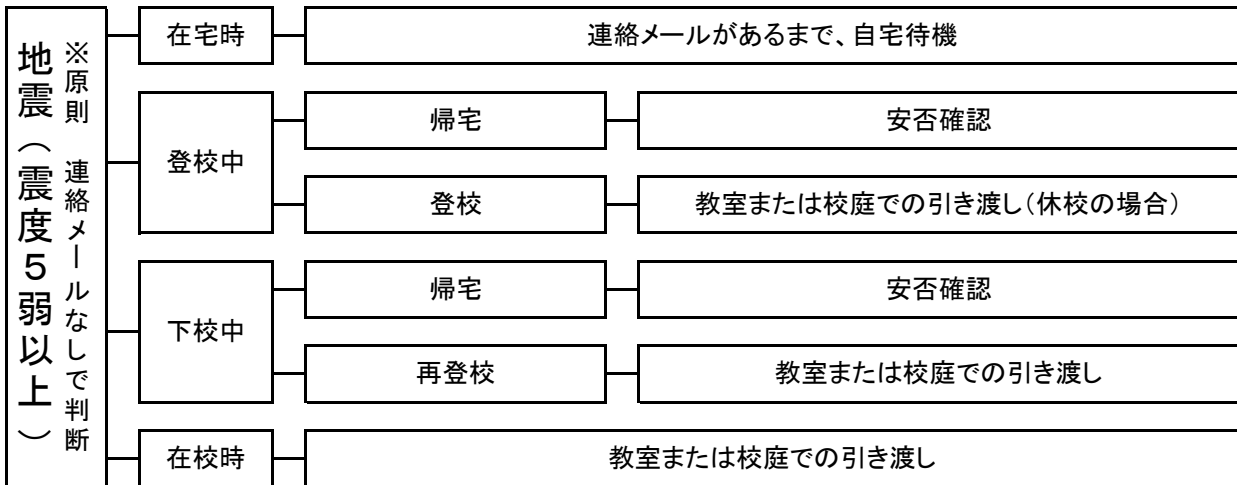 地震（震度５弱以上）
※原則　連絡メールなしで判断
在宅時
連絡メールがあるまで、自宅待機
登校中
帰宅
安否確認
登校
教室または校庭での引き渡し（休校の場合）
下校中
帰宅
安否確認
再登校
教室または校庭での引き渡し
在校時
教室または校庭での引き渡し